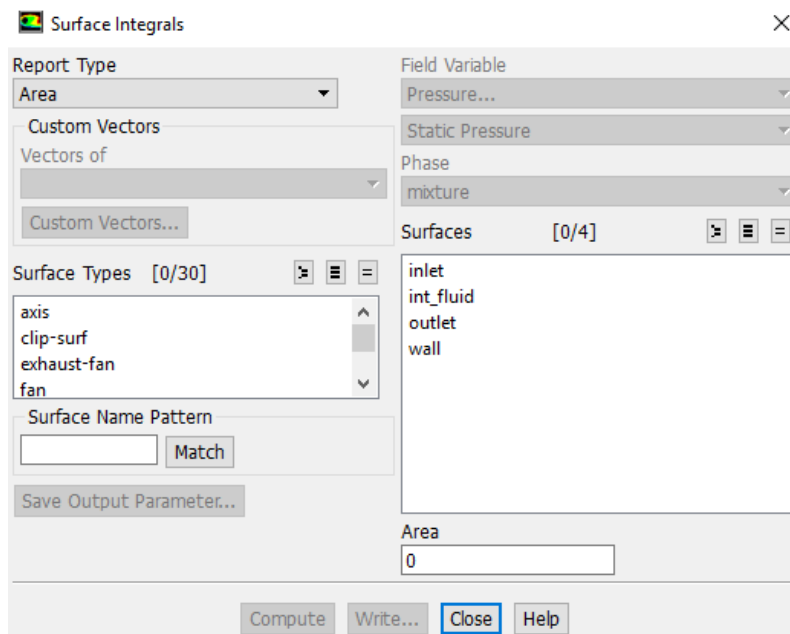 Surface Integrals
Report Type
Area
Custom Vectors
Vectors of
Custom Vectors...
Surface Types [0/30]
axis
clip-surf
exhaust-fan
fan
Surface Name Pattern
Match
Save Output Parameter...
Field Variable
Pressure...
Static Pressure
Phase
mixture
Surfaces [0/4]
inlet
int_fluid
outlet
wall
Area
0
Compute Write... Close Help